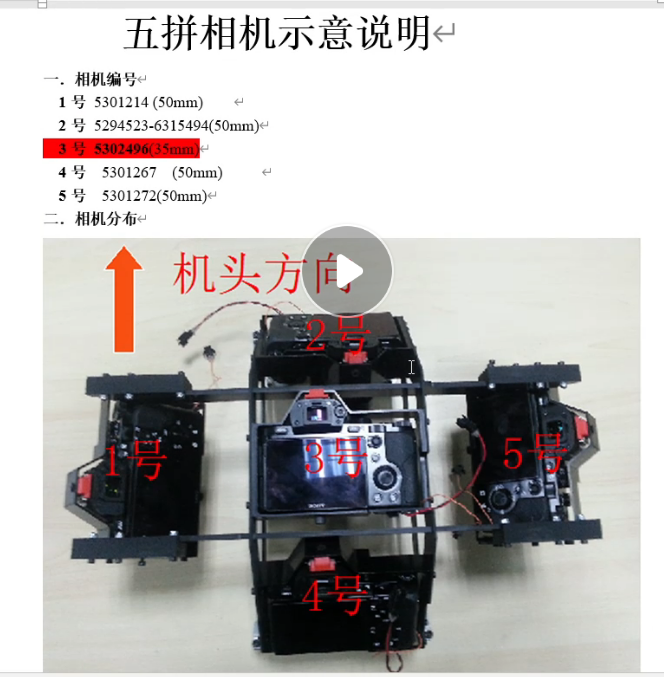 五拼相机示意说明
一．相机编号
1 号 5301214 (50mm)
2 号 5294523-6315494(50mm)
3 号 5302496(35mm)
4 号 5301267 (50mm)
5 号 5301272(50mm)
二．相机分布
机头方向
2号
1号
3号
5号
SONY
4号